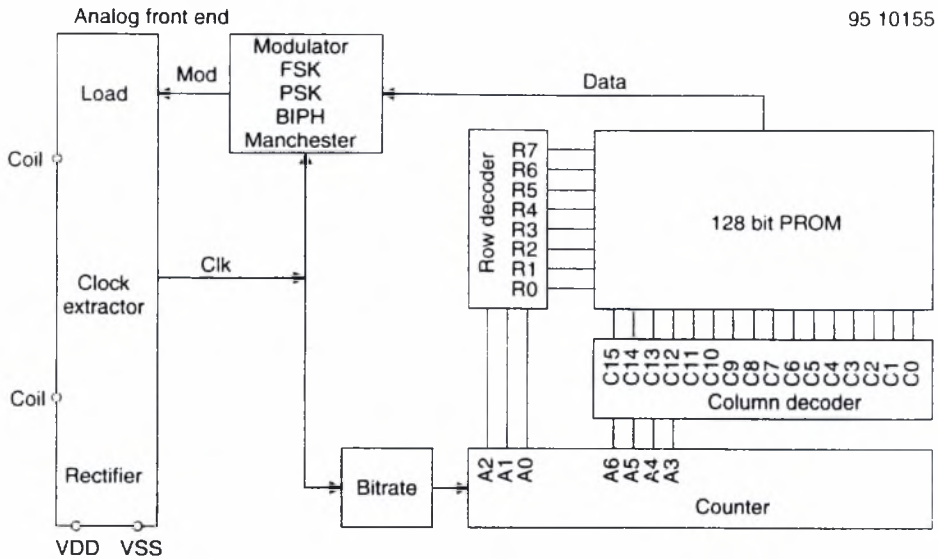 Analog front end
95 10155
Load
Mod
Modulator
FSK
PSK
BIPH
Manchester
Data
Coil
Row decoder
R7
R6
R5
R4
R3
R2
R1
R0
128 bit PROM
Clk
Clock
extractor
C15 C14 C13 C12 C11 C10 C9 C8 C7 C6 C5 C4 C3 C2 C1 C0
Column decoder
Coil
Rectifier
Bitrate
A2 A1 A0
A6 A5 A4 A3
Counter
VDD VSS